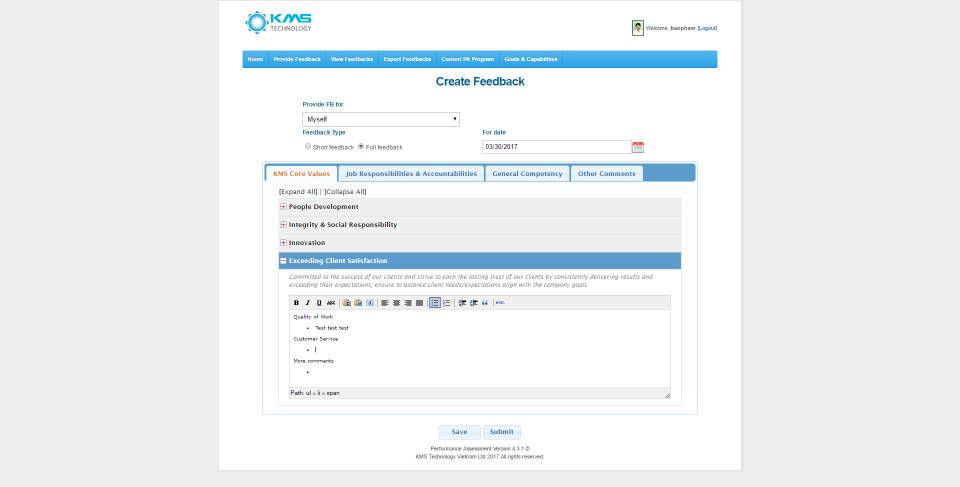 KMS
TECHNOLOGY
Welcome, baopham [Logout]
Home Provide Feedback View Feedbacks Export Feedbacks Current PA Program Goals & Capabilities
Create Feedback
Provide FB for
Myself
Feedback Type For date
Short feedback Full feedback 03/30/2017
KMS Core Values Job Responsibilities & Accountabilities General Competency Other Comments
[Expand All] | [Collapse All]
People Development
Integrity & Social Responsibility
Innovation
Exceeding Client Satisfaction
Committed to the success of our clients and strive to earn the lasting trust of our clients by consistently delivering results and
exceeding their expectations; ensure to balance client needs/expectations align with the company goals.
B I U ABC HTML
Quality of Work
• Test test test
Customer Service
•
More comments
•
Path: ul » li » span
Save Submit
Performance Assessment Version 4.3.1 ©
KMS Technology Vietnam Ltd 2017 All rights reserved.